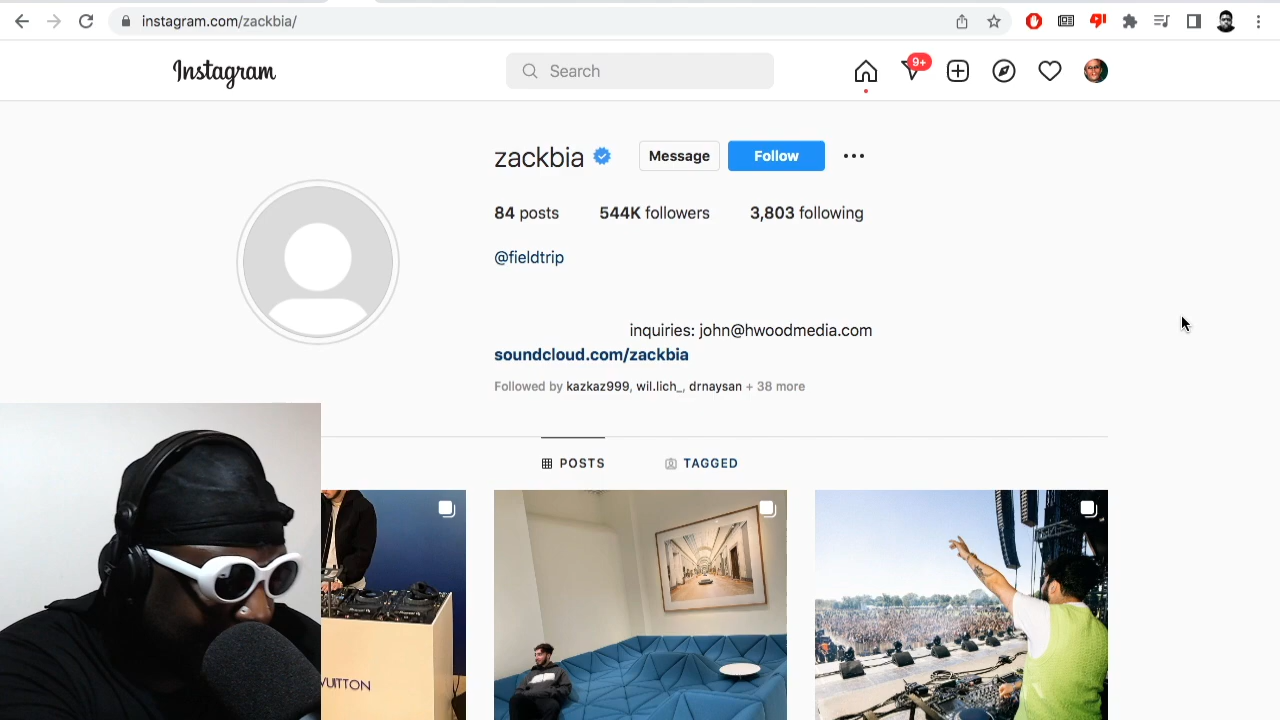 instagram.com/zackbia/
Instagram
Search
9+
zackbia
Message
Follow
84 posts
544K followers
3,803 following
@fieldtrip
inquiries: john@hwoodmedia.com
soundcloud.com/zackbia
Followed by kazkaz999, wil.lich_, drnaysan + 38 more
POSTS
TAGGED
VUITTON